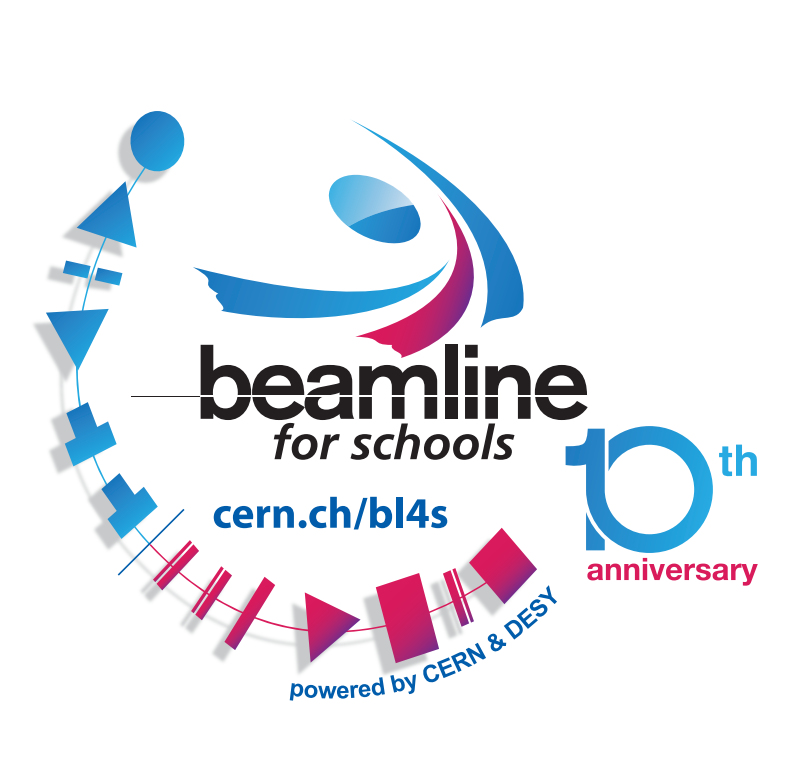 beamline
for schools
cern.ch/bl4s
10th
anniversary
powered by CERN & DESY